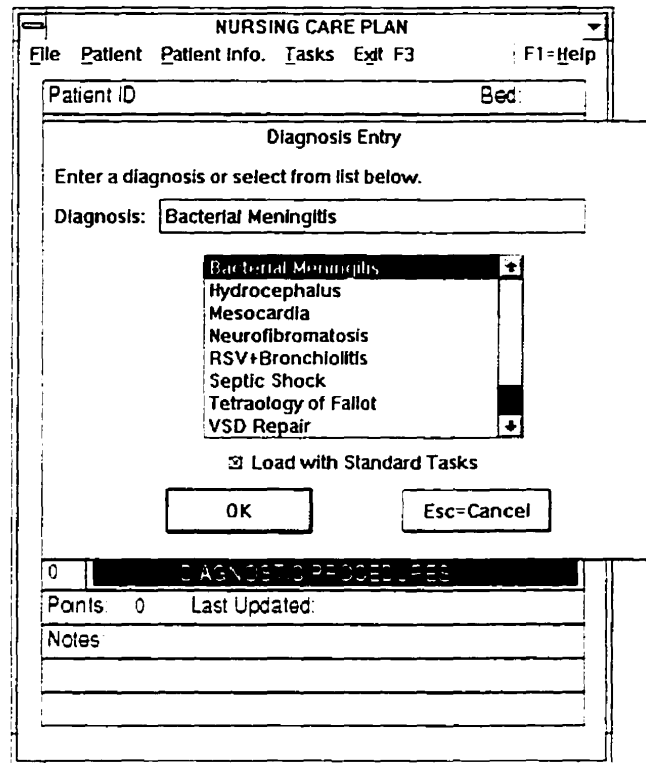 NURSING CARE PLAN
File Patient Patient Info. Tasks Exit F3 F1=Help
Patient ID Bed:
Diagnosis Entry
Enter a diagnosis or select from list below.
Diagnosis: Bacterial Meningitis
Bacterial Meningitis
Hydrocephalus
Mesocardia
Neurofibromatosis
RSV+Bronchiolitis
Septic Shock
Tetraology of Fallot
VSD Repair
Load with Standard Tasks
OK Esc=Cancel
0 DIAGNOSTIC PROCEDURES
Points: 0 Last Updated:
Notes